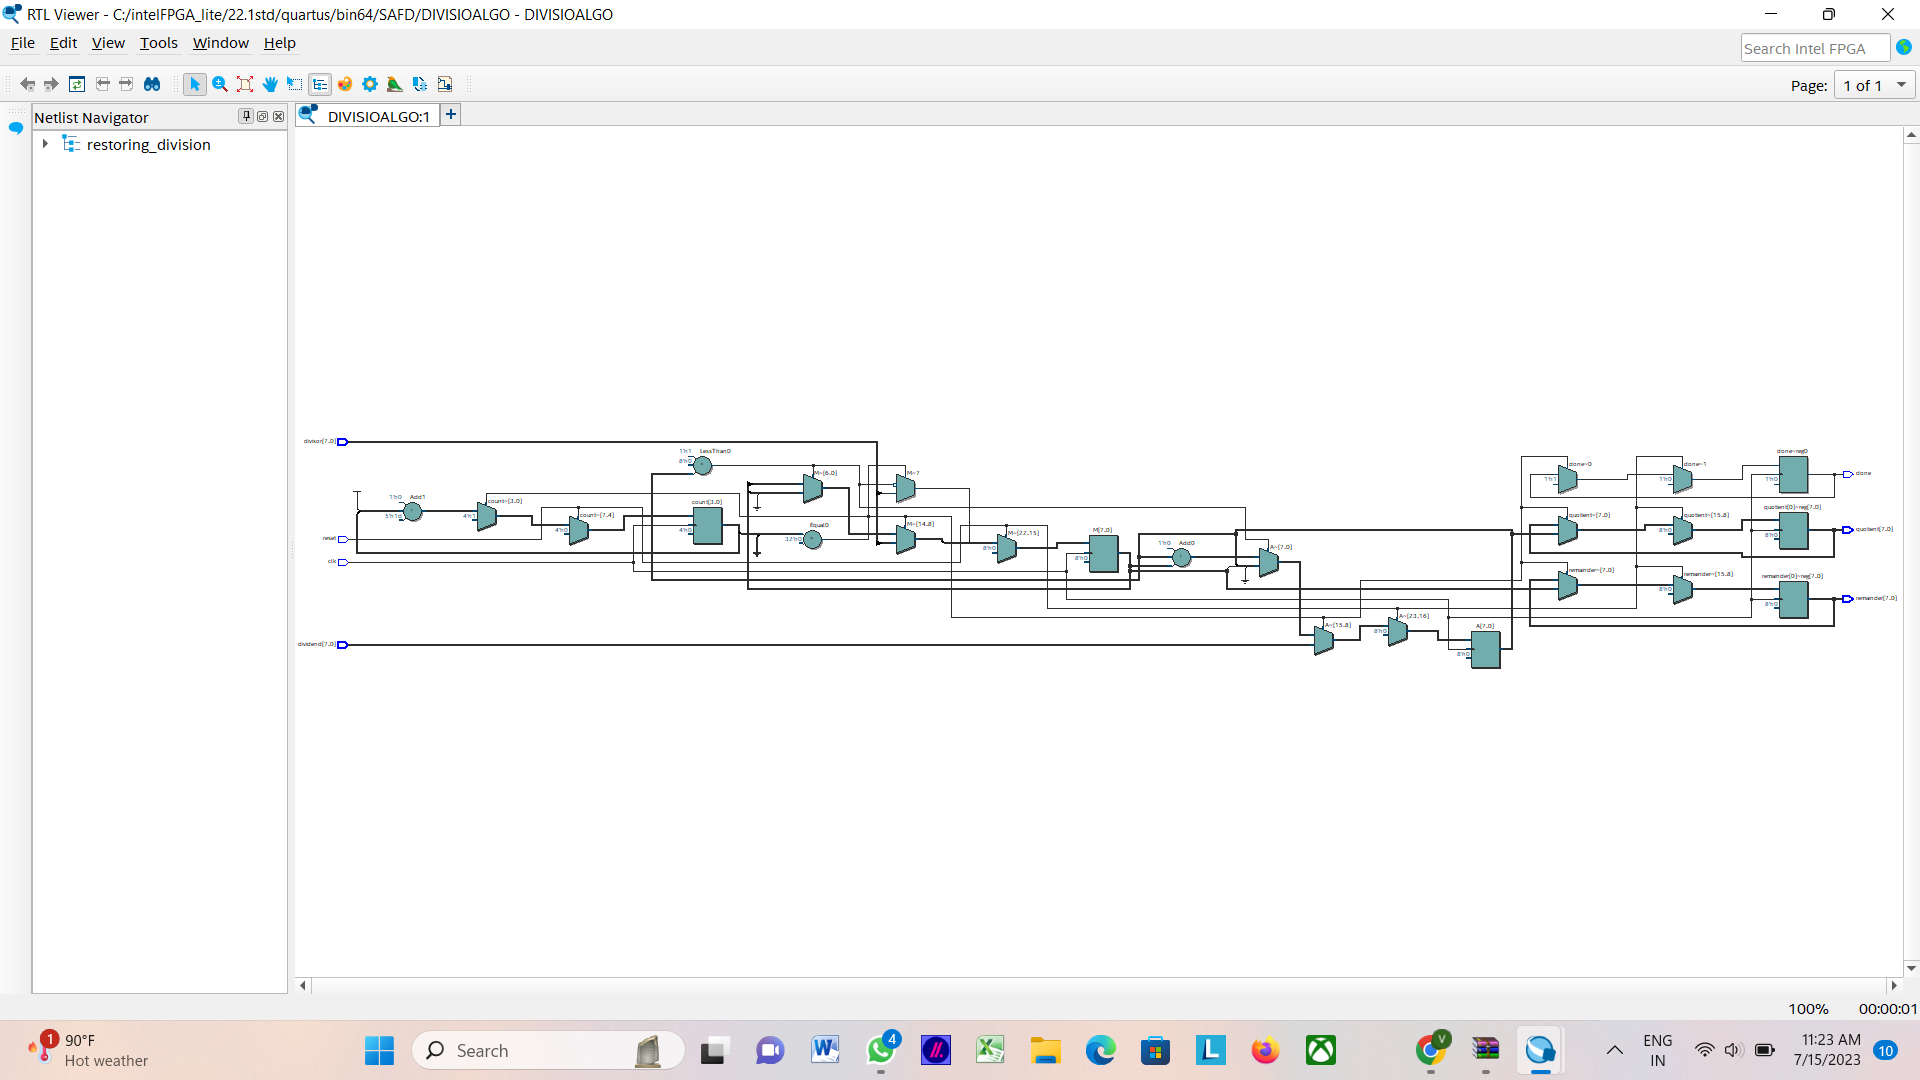 RTL Viewer - C:/intelFPGA_lite/22.1std/quartus/bin64/SAFD/DIVISIOALGO - DIVISIOALGO
File Edit View Tools Window Help
Search Intel FPGA
Page: 1 of 1
Netlist Navigator
DIVISIOALGO:1
restoring_division
divisor[7..0]
1'h1 LessThan0
8'h0
M~[6..0]
M~7
done~0
1'h1
done~1
1'h0
done~reg0
1'h0
done
1'h0 Add1
5'h1d
count~[3..0]
4'h1
count~[7..4]
4'h0
count[3..0]
4'h0
Equal0
32'h0
M~[14..8]
M~[22..15]
8'h0
M[7..0]
8'h0
1'h0 Add0
A~[7..0]
quotient~[7..0]
quotient~[15..8]
8'h0
quotient[0]~reg[7..0]
8'h0
quotient[7..0]
reset
clk
remainder~[7..0]
remainder~[15..8]
8'h0
remainder[0]~reg[7..0]
8'h0
remainder[7..0]
A~[15..8]
A~[23..16]
8'h0
A[7..0]
8'h0
dividend[7..0]
100% 00:00:01
1
90°F
Hot weather
Search
4
V
ENG
IN
11:23 AM
7/15/2023
10